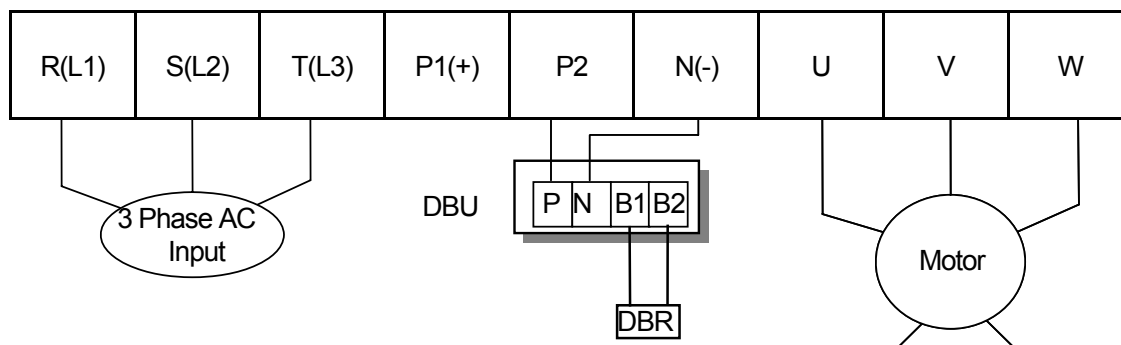 R(L1) S(L2) T(L3) P1(+) P2 N(-) U V W
DBU P N B1 B2
3 Phase AC
Input
Motor
DBR